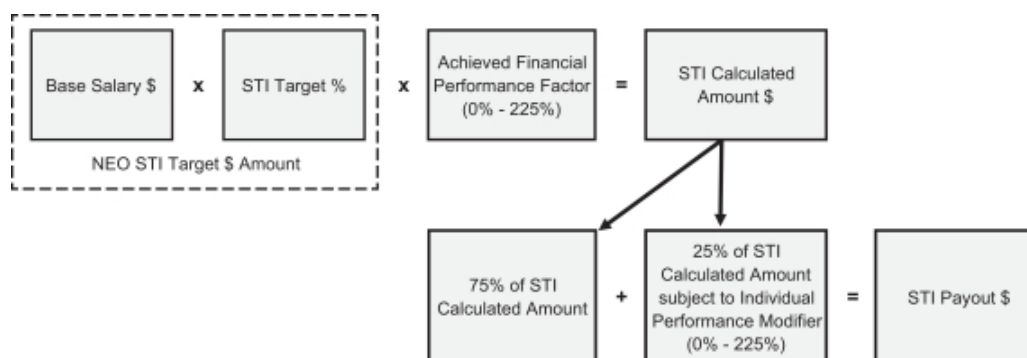 Base Salary $
x
STI Target %
x
Achieved Financial
Performance Factor
(0% - 225%)
=
STI Calculated
Amount $
NEO STI Target $ Amount
75% of STI
Calculated Amount
+
25% of STI
Calculated Amount
subject to Individual
Performance Modifier
(0% - 225%)
=
STI Payout $